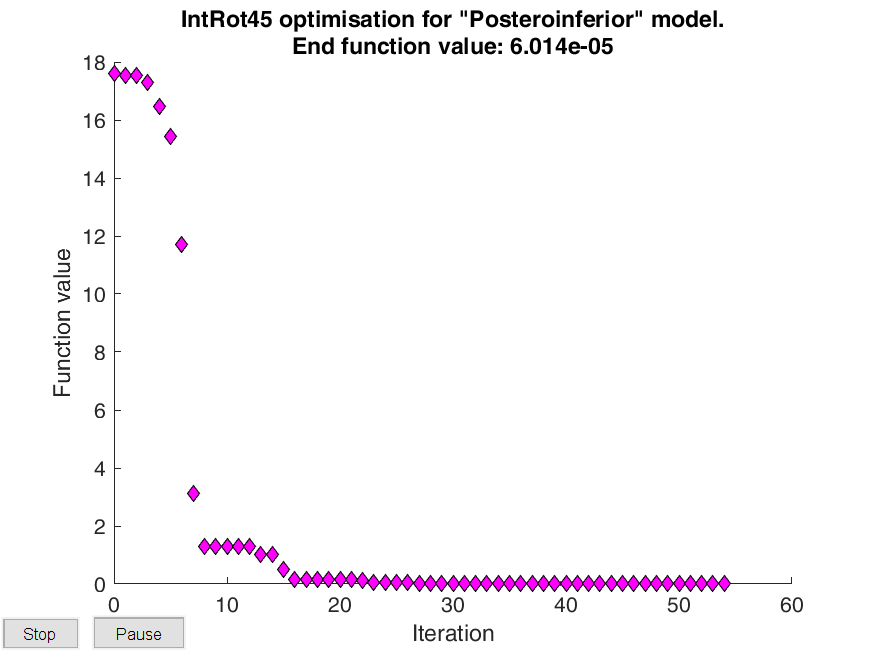 IntRot45 optimisation for "Posteroinferior" model.
End function value: 6.014e-05
18
16
14
12
10
8
6
4
2
0
Function value
0 10 20 30 40 50 60
Iteration
Stop
Pause